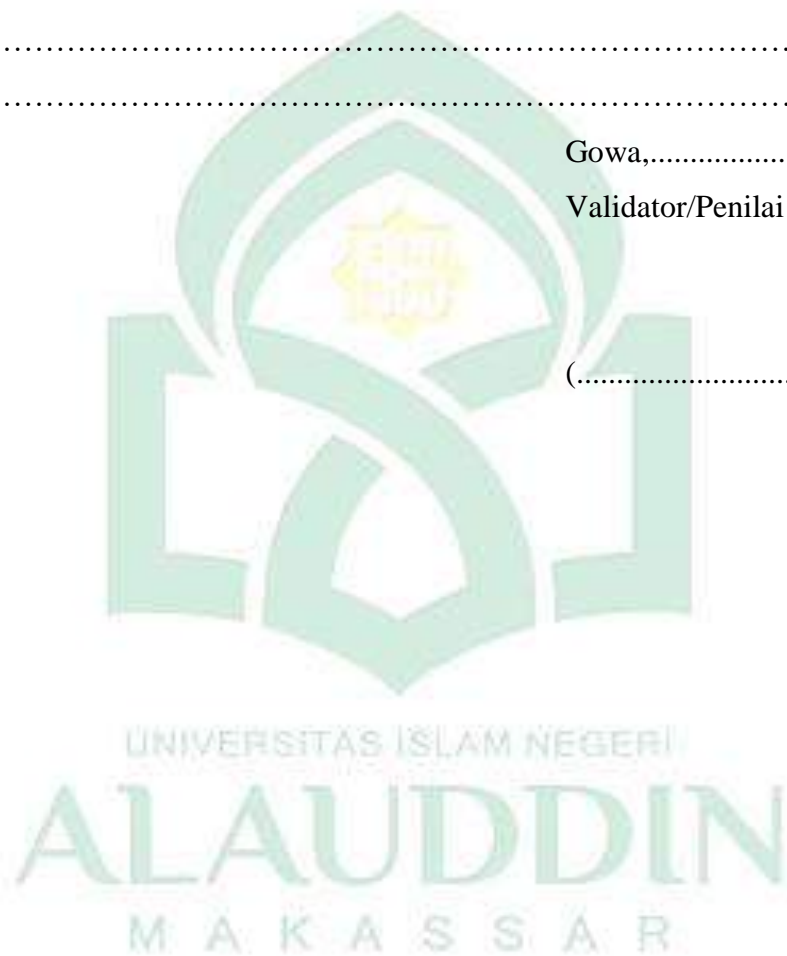 ……………………………………………………………………
……………………………………………………………………
Gowa,.................
Validator/Penilai
(..........................
UNIVERSITAS ISLAM NEGERI
ALAUDDIN
MAKASSAR